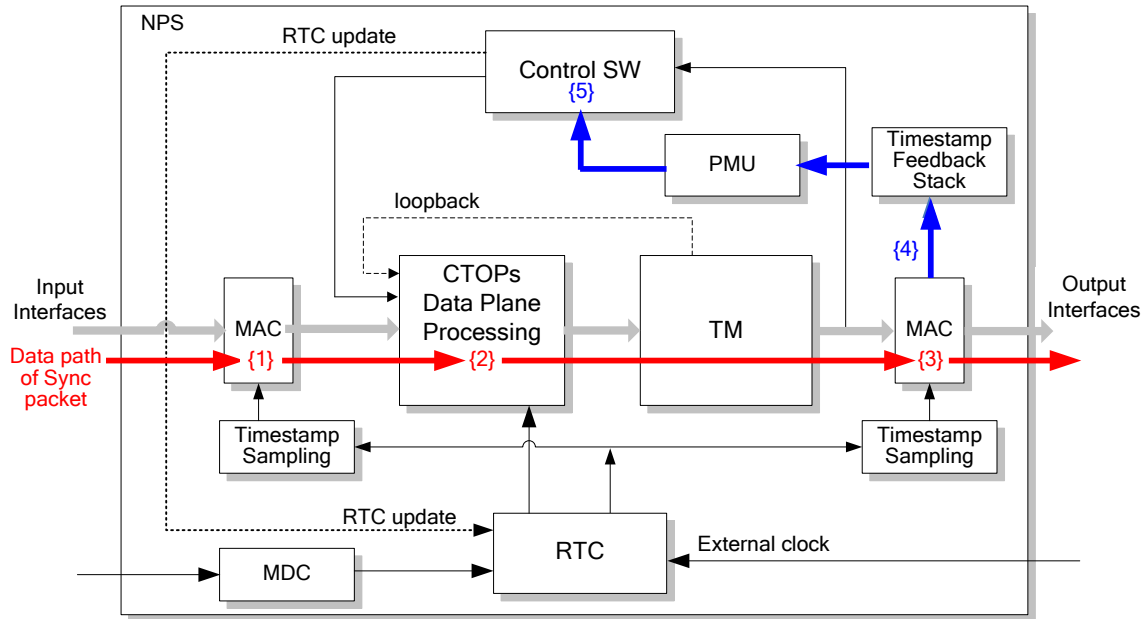 NPS
RTC update
Control SW
{5}
PMU
Timestamp
Feedback
Stack
loopback
{4}
Input
Interfaces
MAC
{1}
CTOPs
Data Plane
Processing
{2}
TM
MAC
{3}
Output
Interfaces
Data path
of Sync
packet
Timestamp
Sampling
Timestamp
Sampling
RTC update
RTC
External clock
MDC